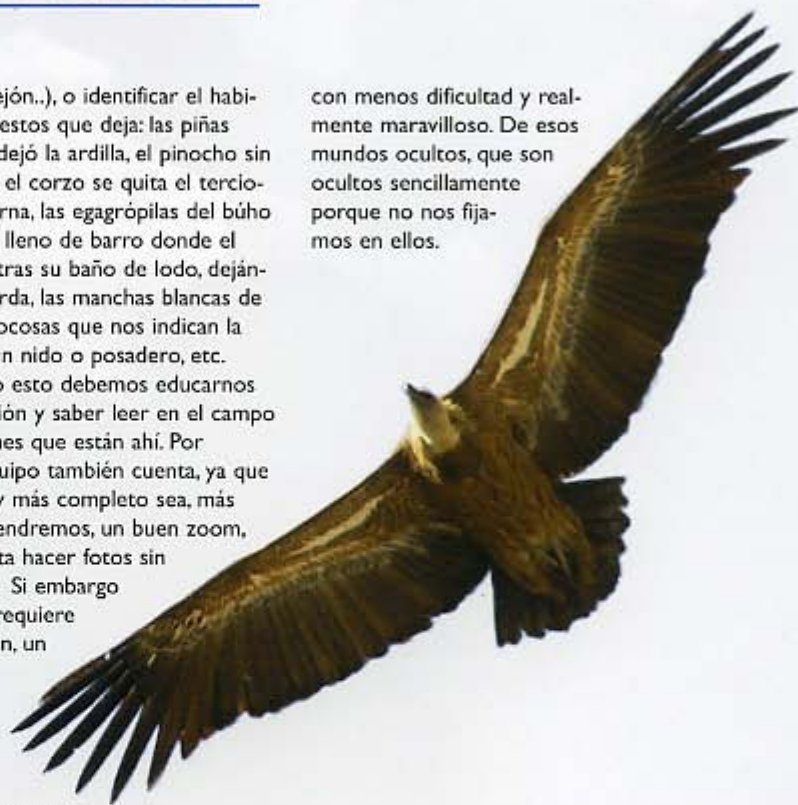 ejón..), o identificar el habi-
estos que deja: las piñas
dejó la ardilla, el pinocho sin
el corzo se quita el tercio-
rna, las egagrópilas del búho
lleno de barro donde el
tras su baño de lodo, deján-
rda, las manchas blancas de
ocosas que nos indican la
n nido o posadero, etc.
o esto debemos educarnos
ión y saber leer en el campo
nes que están ahí. Por
uipo también cuenta, ya que
y más completo sea, más
endremos, un buen zoom,
ta hacer fotos sin
Si embargo
requiere
n, un
con menos dificultad y real-
mente maravilloso. De esos
mundos ocultos, que son
ocultos sencillamente
porque no nos fija-
mos en ellos.